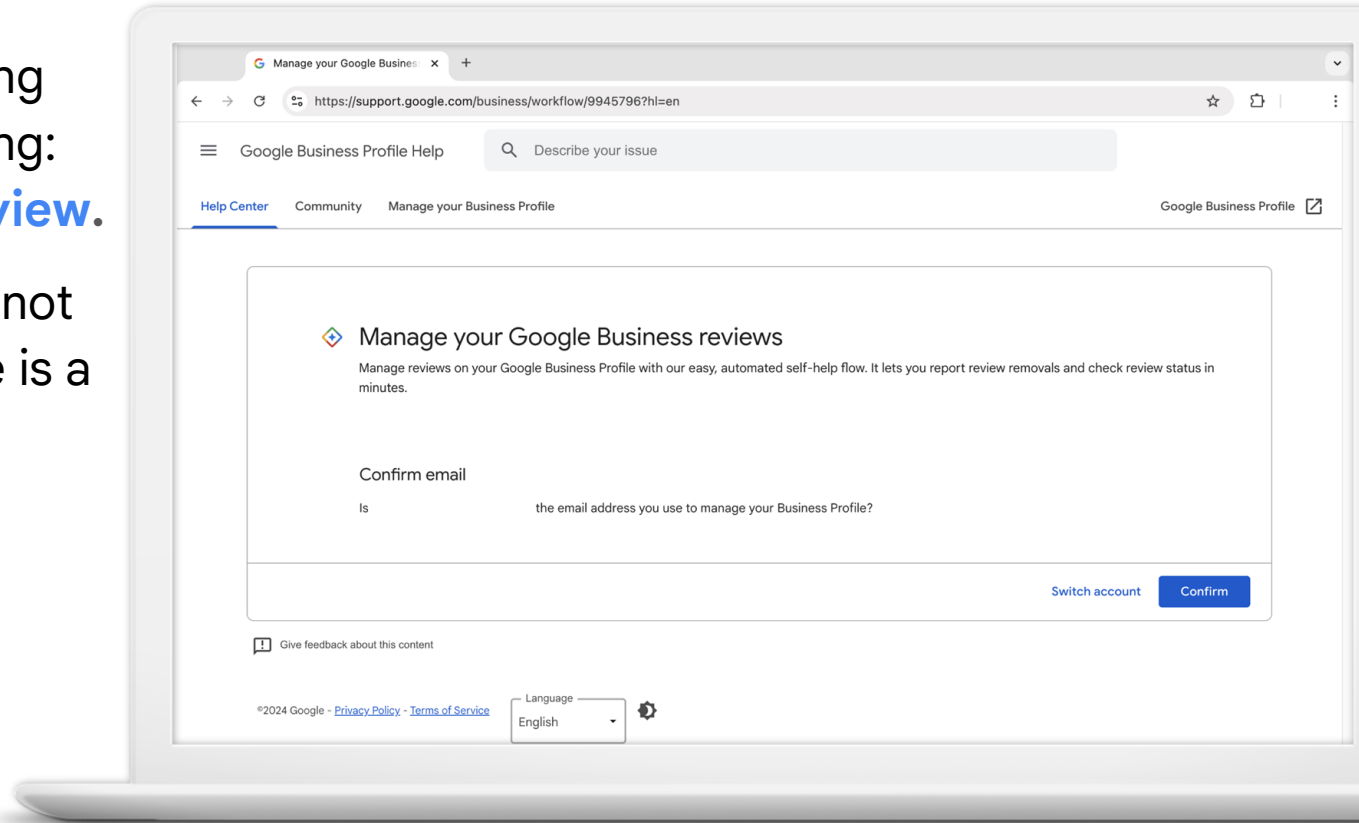 ng
ng:
view.
not
e is a
Manage your Google Busines
https://support.google.com/business/workflow/9945796?hl=en
Google Business Profile Help
Describe your issue
Help Center Community Manage your Business Profile
Google Business Profile
Manage your Google Business reviews
Manage reviews on your Google Business Profile with our easy, automated self-help flow. It lets you report review removals and check review status in
minutes.
Confirm email
Is the email address you use to manage your Business Profile?
Switch account Confirm
Give feedback about this content
©2024 Google - Privacy Policy - Terms of Service
Language
English